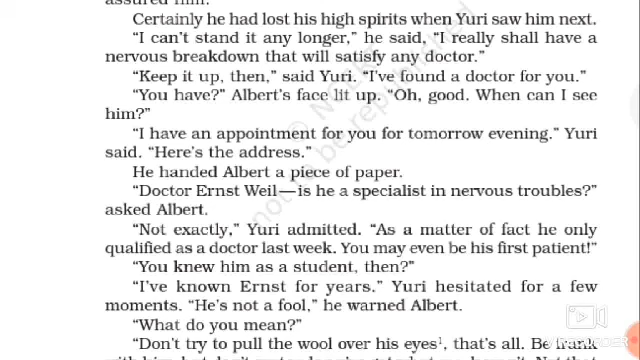 assured him.
Certainly he had lost his high spirits when Yuri saw him next.
"I can't stand it any longer," he said, "I really shall have a
nervous breakdown that will satisfy any doctor."
"Keep it up, then," said Yuri. "I've found a doctor for you."
"You have?" Albert's face lit up. "Oh, good. When can I see
him?"
"I have an appointment for you for tomorrow evening." Yuri
said. "Here's the address."
He handed Albert a piece of paper.
"Doctor Ernst Weil — is he a specialist in nervous troubles?"
asked Albert.
"Not exactly," Yuri admitted. "As a matter of fact he only
qualified as a doctor last week. You may even be his first patient!"
"You knew him as a student, then?"
"I've known Ernst for years." Yuri hesitated for a few
moments. "He's not a fool," he warned Albert.
"What do you mean?"
"Don't try to pull the wool over his eyes¹, that's all. Be frank
not to be republished